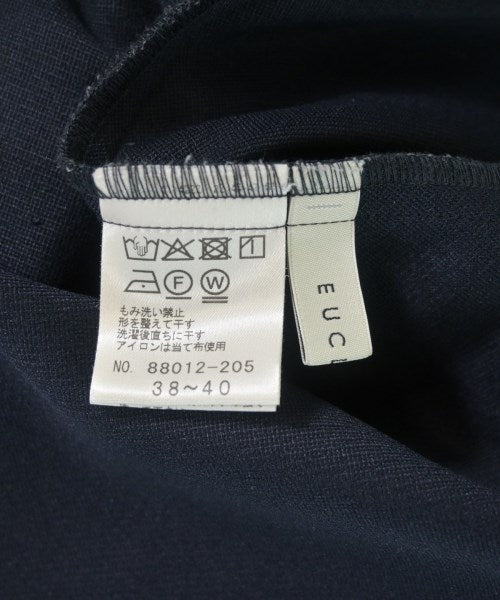 F
W
もみ洗い禁止
形を整えて干す
洗濯後直ちに干す
アイロンは当て布使用
NO. 88012-205
38～40
EUC